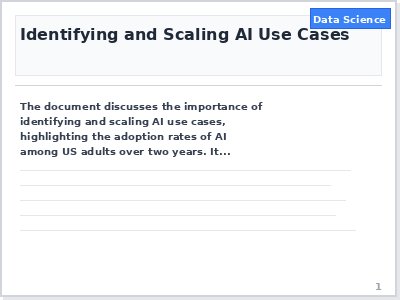 Data Science
Identifying and Scaling AI Use Cases
The document discusses the importance of
identifying and scaling AI use cases,
highlighting the adoption rates of AI
among US adults over two years. It...
1